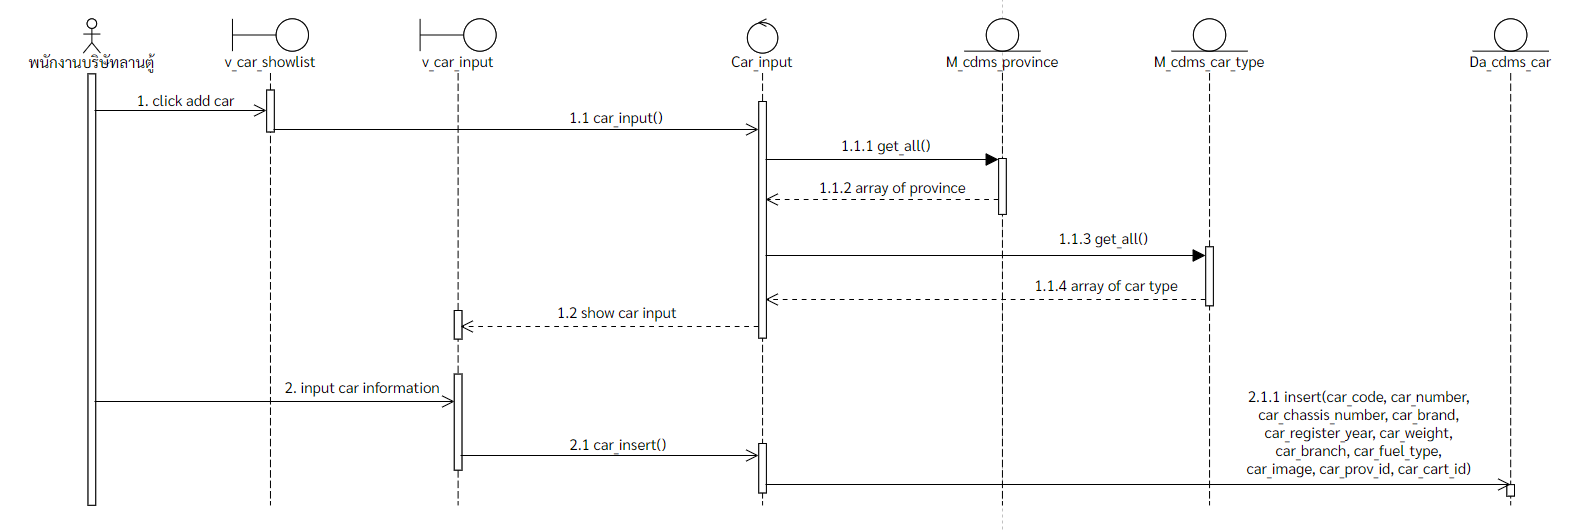 พนักงานบริษัทลานตู้
v_car_showlist
v_car_input
Car_input
M_cdms_province
M_cdms_car_type
Da_cdms_car
1. click add car
1.1 car_input()
1.1.1 get_all()
1.1.2 array of province
1.1.3 get_all()
1.1.4 array of car type
1.2 show car input
2. input car information
2.1 car_insert()
2.1.1 insert(car_code, car_number,
car_chassis_number, car_brand,
car_register_year, car_weight,
car_branch, car_fuel_type,
car_image, car_prov_id, car_cart_id)